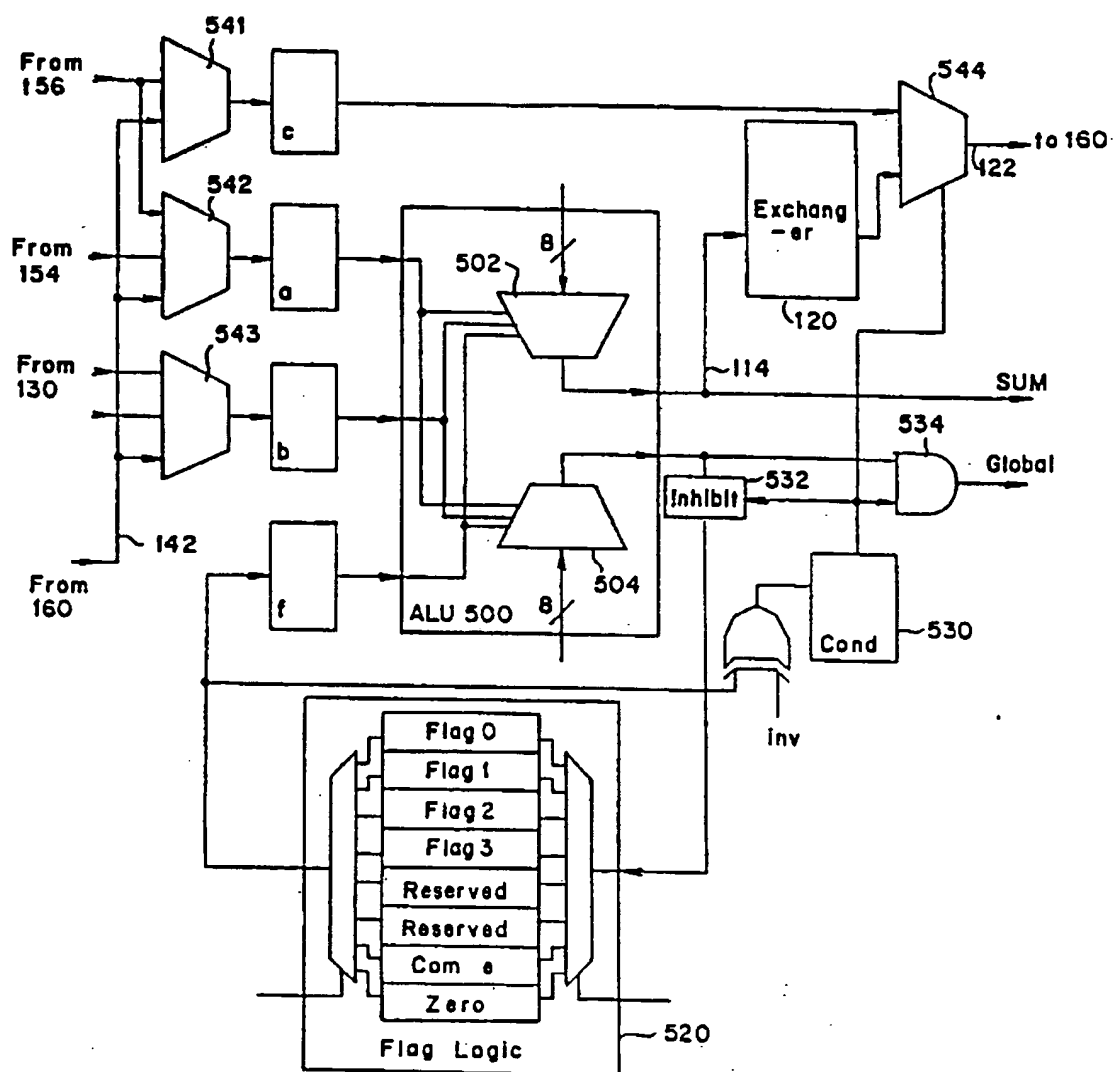 541
From
156
c
544
to 160
122
542
From
154
a
8
502
Exchang
-er
120
543
From
130
b
114
SUM
534
Global
532
Inhibit
142
From
160
f
8
504
ALU 500
Cond
530
Inv
Flag 0
Flag 1
Flag 2
Flag 3
Reserved
Reserved
Com e
Zero
Flag Logic
520